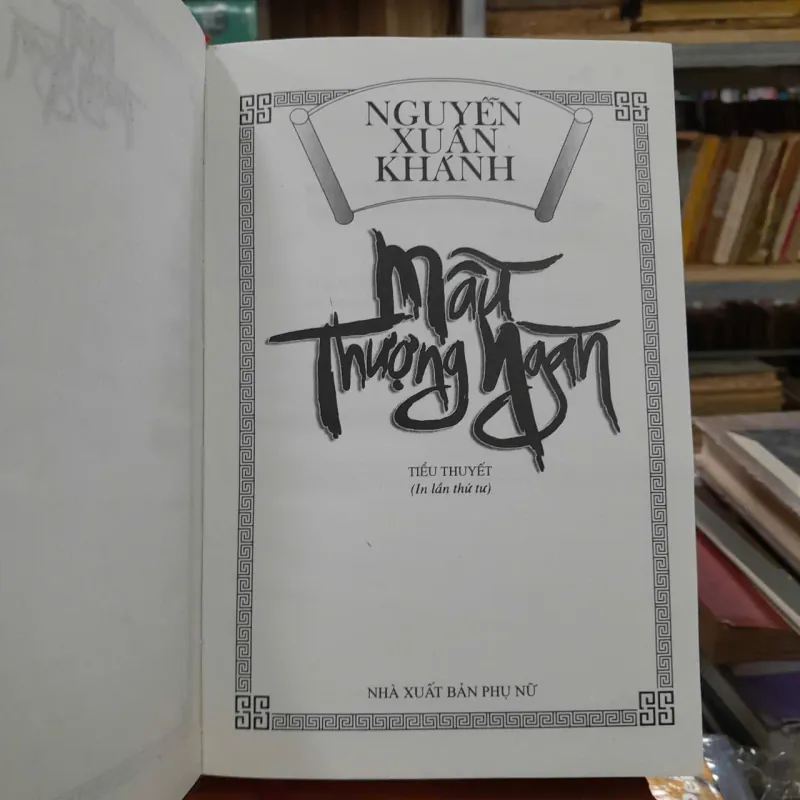 NGUYỄN
XUÂN
KHÁNH
Mẫu
Thượng Ngàn
TIỂU THUYẾT
(In lần thứ tư)
NHÀ XUẤT BẢN PHỤ NỮ